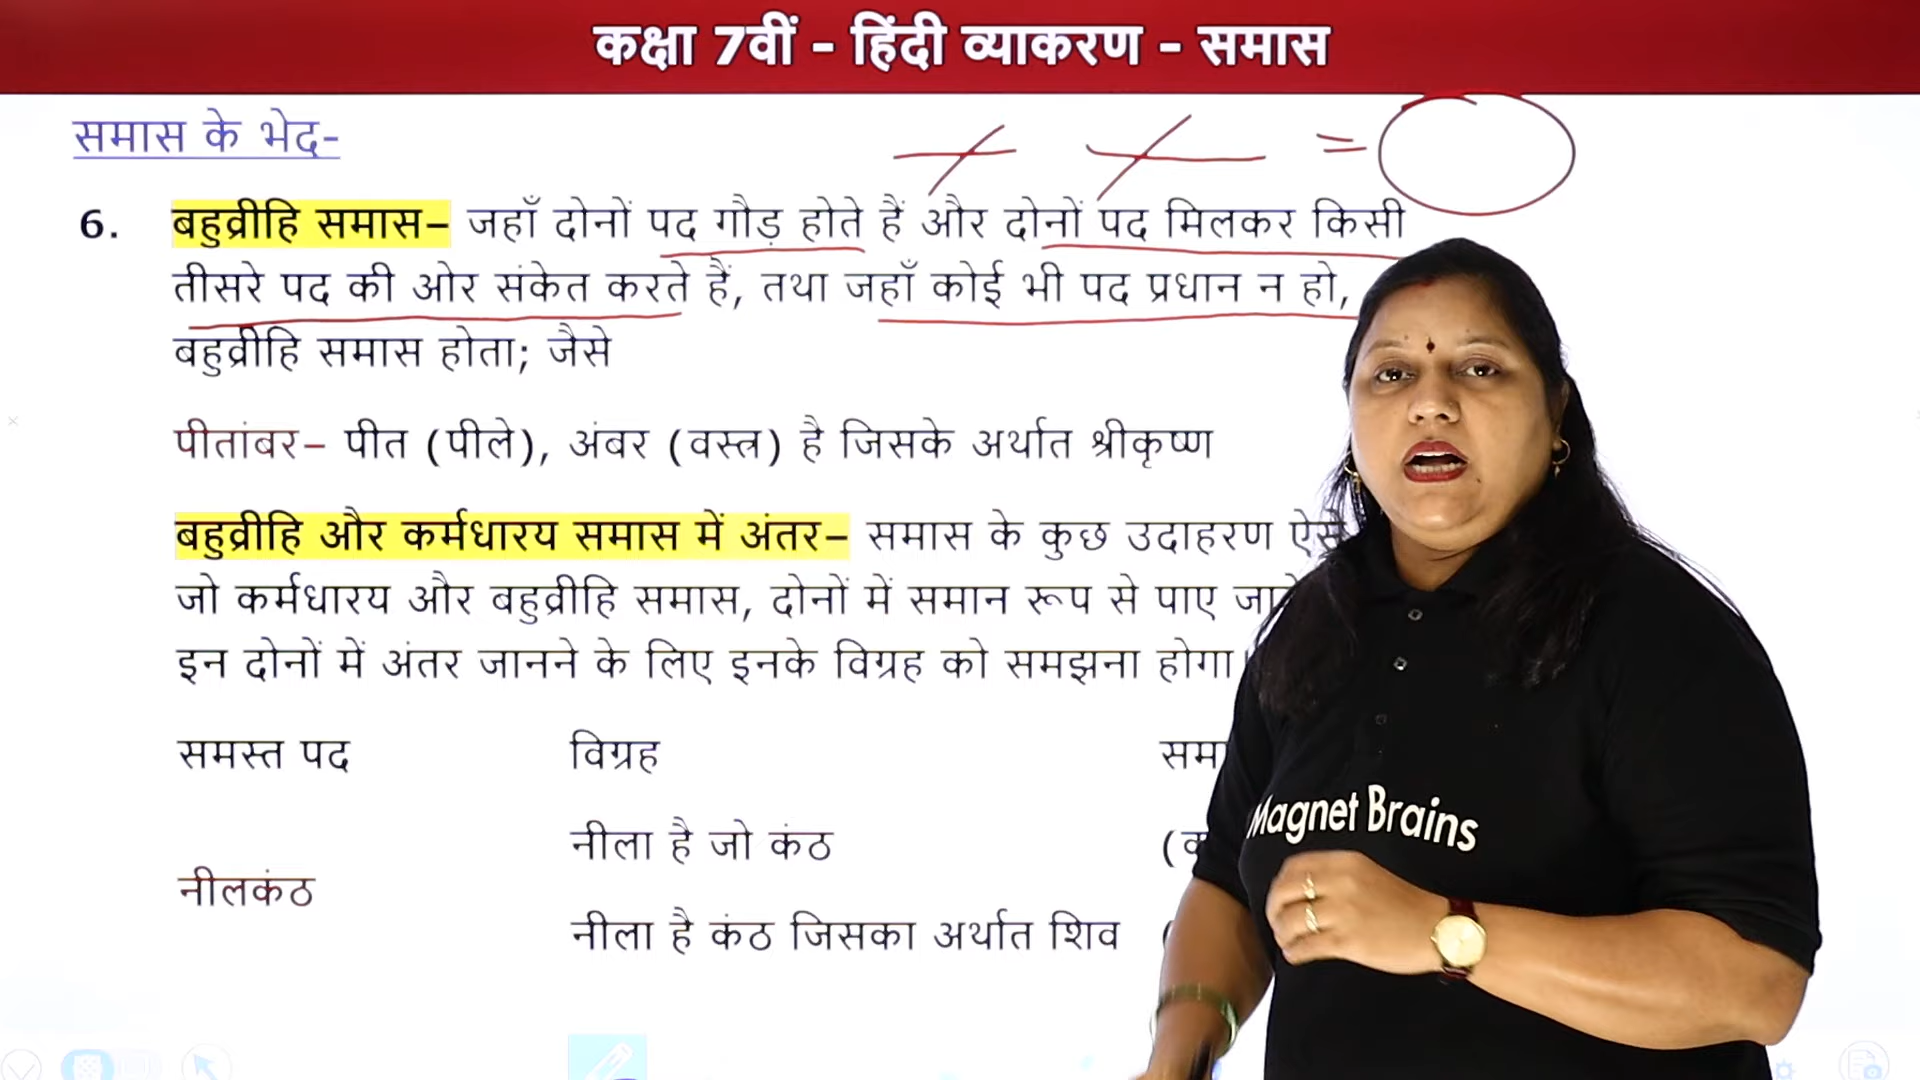 कक्षा 7वीं - हिंदी व्याकरण - समास
समास के भेद-
6. बहुव्रीहि समास– जहाँ दोनों पद गौड़ होते हैं और दोनों पद मिलकर किसी
तीसरे पद की ओर संकेत करते हैं, तथा जहाँ कोई भी पद प्रधान न हो,
बहुव्रीहि समास होता; जैसे
पीतांबर– पीत (पीले), अंबर (वस्त्र) है जिसके अर्थात श्रीकृष्ण
बहुव्रीहि और कर्मधारय समास में अंतर– समास के कुछ उदाहरण ऐसे
जो कर्मधारय और बहुव्रीहि समास, दोनों में समान रूप से पाए
इन दोनों में अंतर जानने के लिए इनके विग्रह को समझना होगा
समस्त पद विग्रह
नीला है जो कंठ
नीलकंठ
नीला है कंठ जिसका अर्थात शिव
Magnet Brains